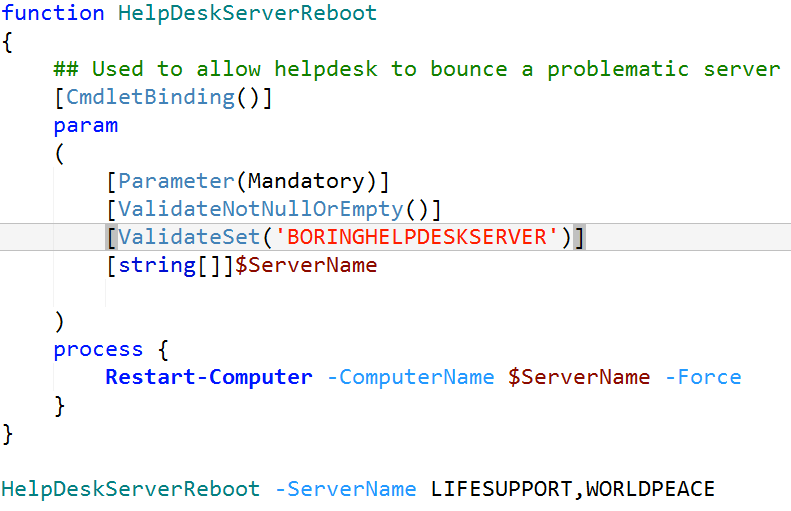 function HelpDeskServerReboot
{
    ## Used to allow helpdesk to bounce a problematic server
    [CmdletBinding()]
    param
    (
        [Parameter(Mandatory)]
        [ValidateNotNullOrEmpty()]
        [ValidateSet('BORINGHELPDESKSERVER')]
        [string[]]$ServerName
    )
    process {
        Restart-Computer -ComputerName $ServerName -Force
    }
}
HelpDeskServerReboot -ServerName LIFESUPPORT,WORLDPEACE